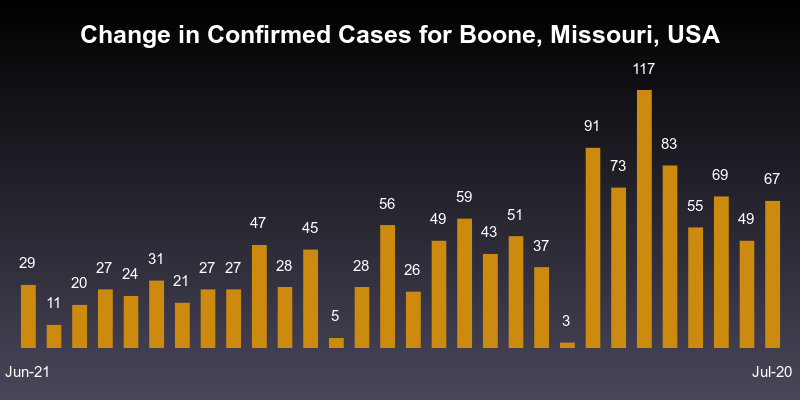 Change in Confirmed Cases for Boone, Missouri, USA
29 11 20 27 24 31 21 27 27 47 28 45 5 28 56 26 49 59 43 51 37 3 91 73 117 83 55 69 49 67
Jun-21 Jul-20